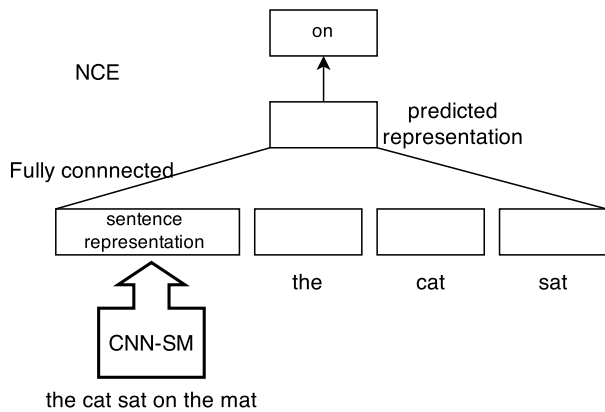 on
NCE
predicted
representation
Fully connnected
sentence
representation
the
cat
sat
CNN-SM
the cat sat on the mat